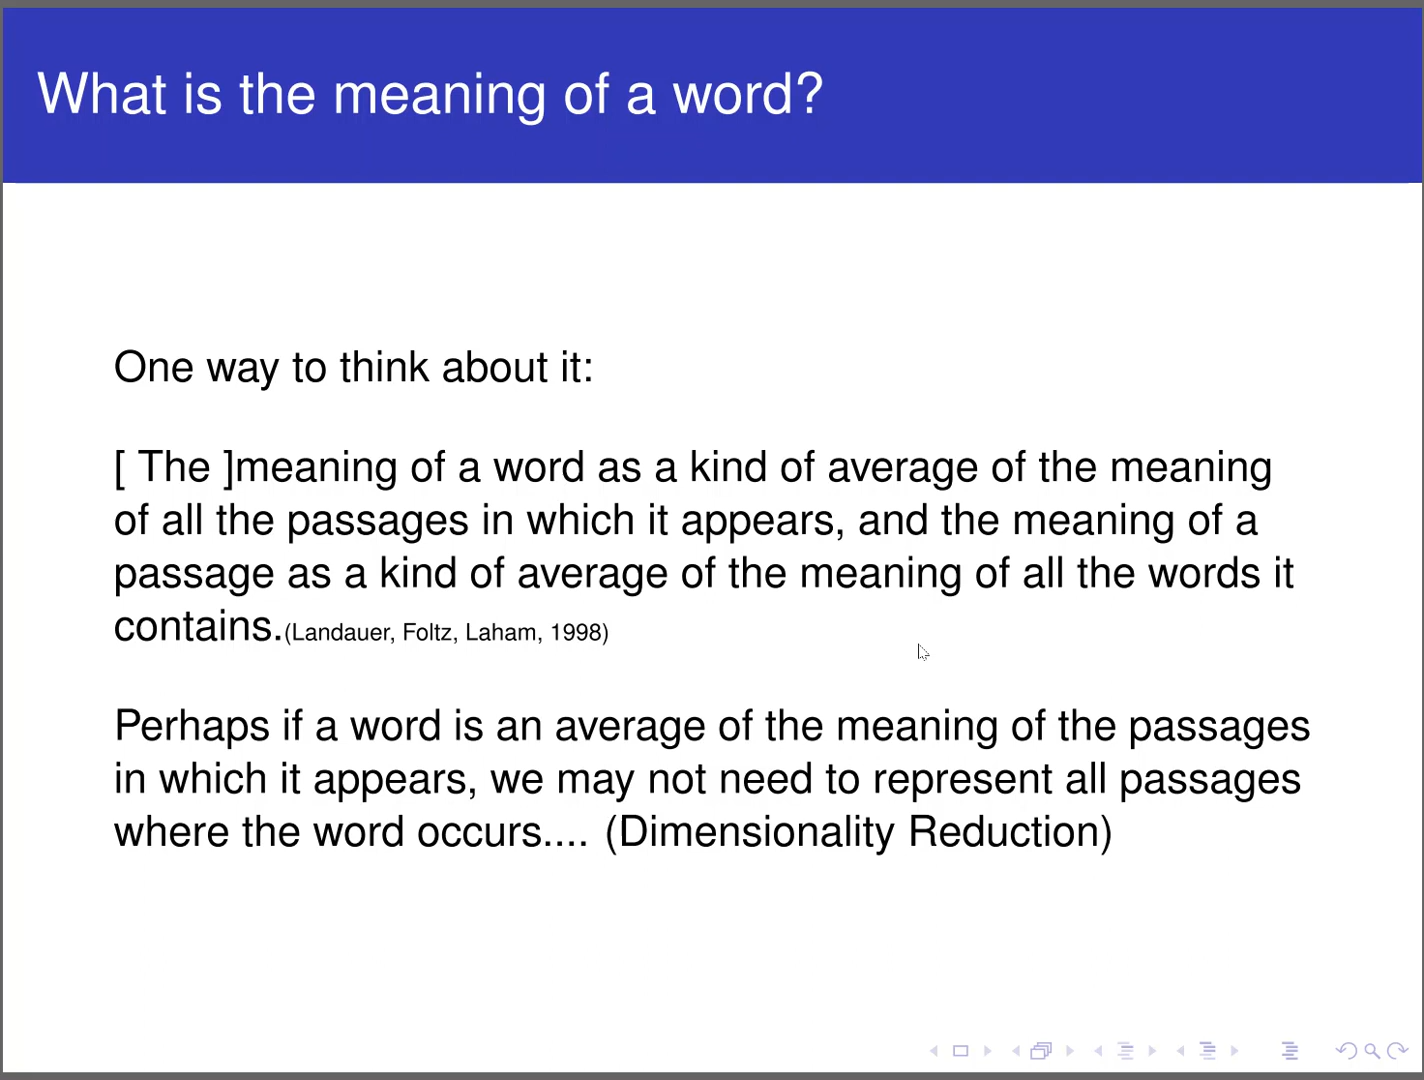 What is the meaning of a word?
One way to think about it:
[ The ]meaning of a word as a kind of average of the meaning
of all the passages in which it appears, and the meaning of a
passage as a kind of average of the meaning of all the words it
contains.(Landauer, Foltz, Laham, 1998)
Perhaps if a word is an average of the meaning of the passages
in which it appears, we may not need to represent all passages
where the word occurs.... (Dimensionality Reduction)